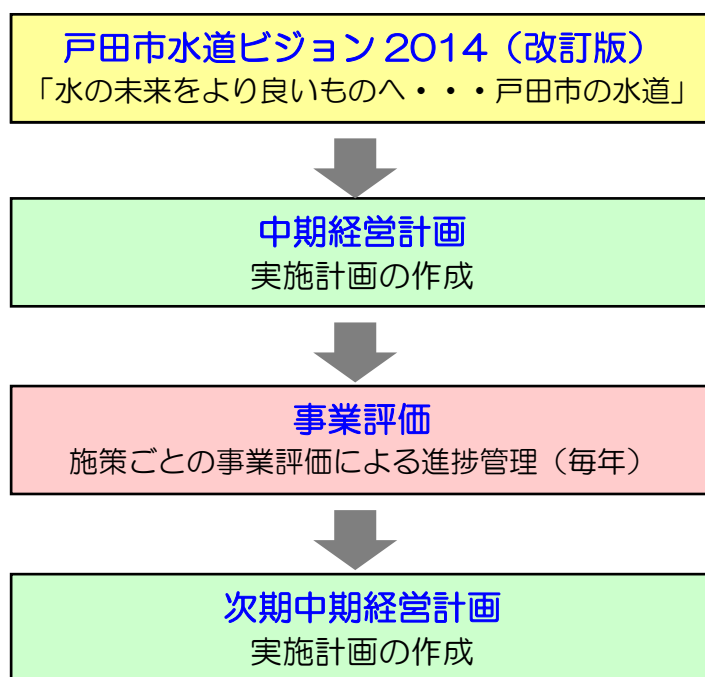 戸田市水道ビジョン2014（改訂版）
「水の未来をより良いものへ・・・戸田市の水道」
中期経営計画
実施計画の作成
事業評価
施策ごとの事業評価による進捗管理（毎年）
次期中期経営計画
実施計画の作成